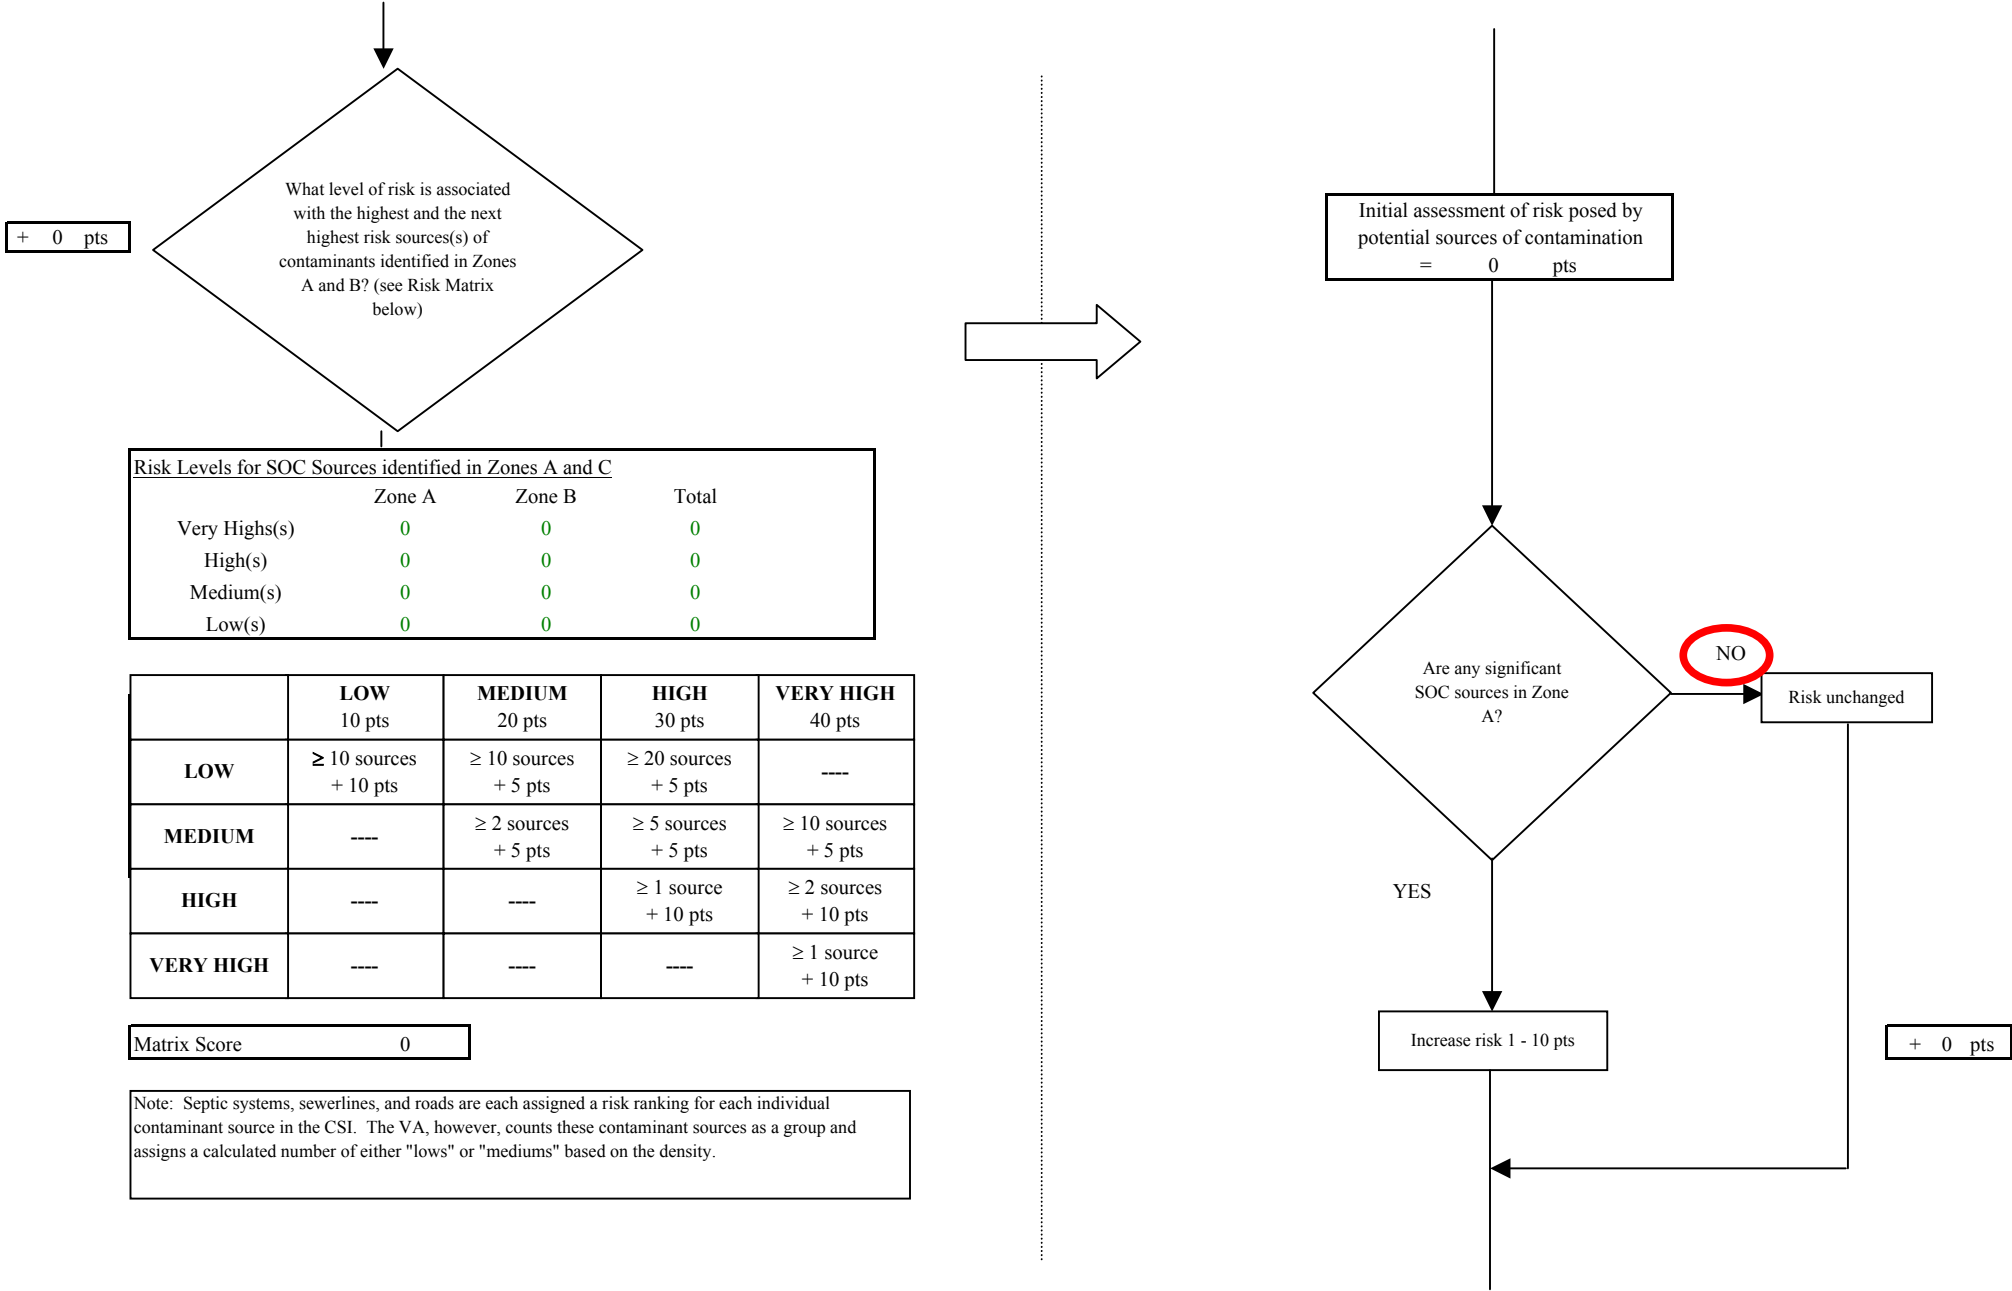 + 0 pts
What level of risk is associated
with the highest and the next
highest risk sources(s) of
contaminants identified in Zones
A and B? (see Risk Matrix
below)
Risk Levels for SOC Sources identified in Zones A and C
Zone A Zone B Total
Very Highs(s) 0 0 0
High(s) 0 0 0
Medium(s) 0 0 0
Low(s) 0 0 0
LOW MEDIUM HIGH VERY HIGH
10 pts 20 pts 30 pts 40 pts
LOW ≥ 10 sources ≥ 10 sources ≥ 20 sources ----
+ 10 pts + 5 pts + 5 pts
MEDIUM ---- ≥ 2 sources ≥ 5 sources ≥ 10 sources
+ 5 pts + 5 pts + 5 pts
HIGH ---- ---- ≥ 1 source ≥ 2 sources
+ 10 pts + 10 pts
VERY HIGH ---- ---- ---- ≥ 1 source
+ 10 pts
Matrix Score 0
Note: Septic systems, sewerlines, and roads are each assigned a risk ranking for each individual
contaminant source in the CSI. The VA, however, counts these contaminant sources as a group and
assigns a calculated number of either "lows" or "mediums" based on the density.
Initial assessment of risk posed by
potential sources of contamination
= 0 pts
Are any significant
SOC sources in Zone
A?
NO
Risk unchanged
YES
Increase risk 1 - 10 pts
+ 0 pts